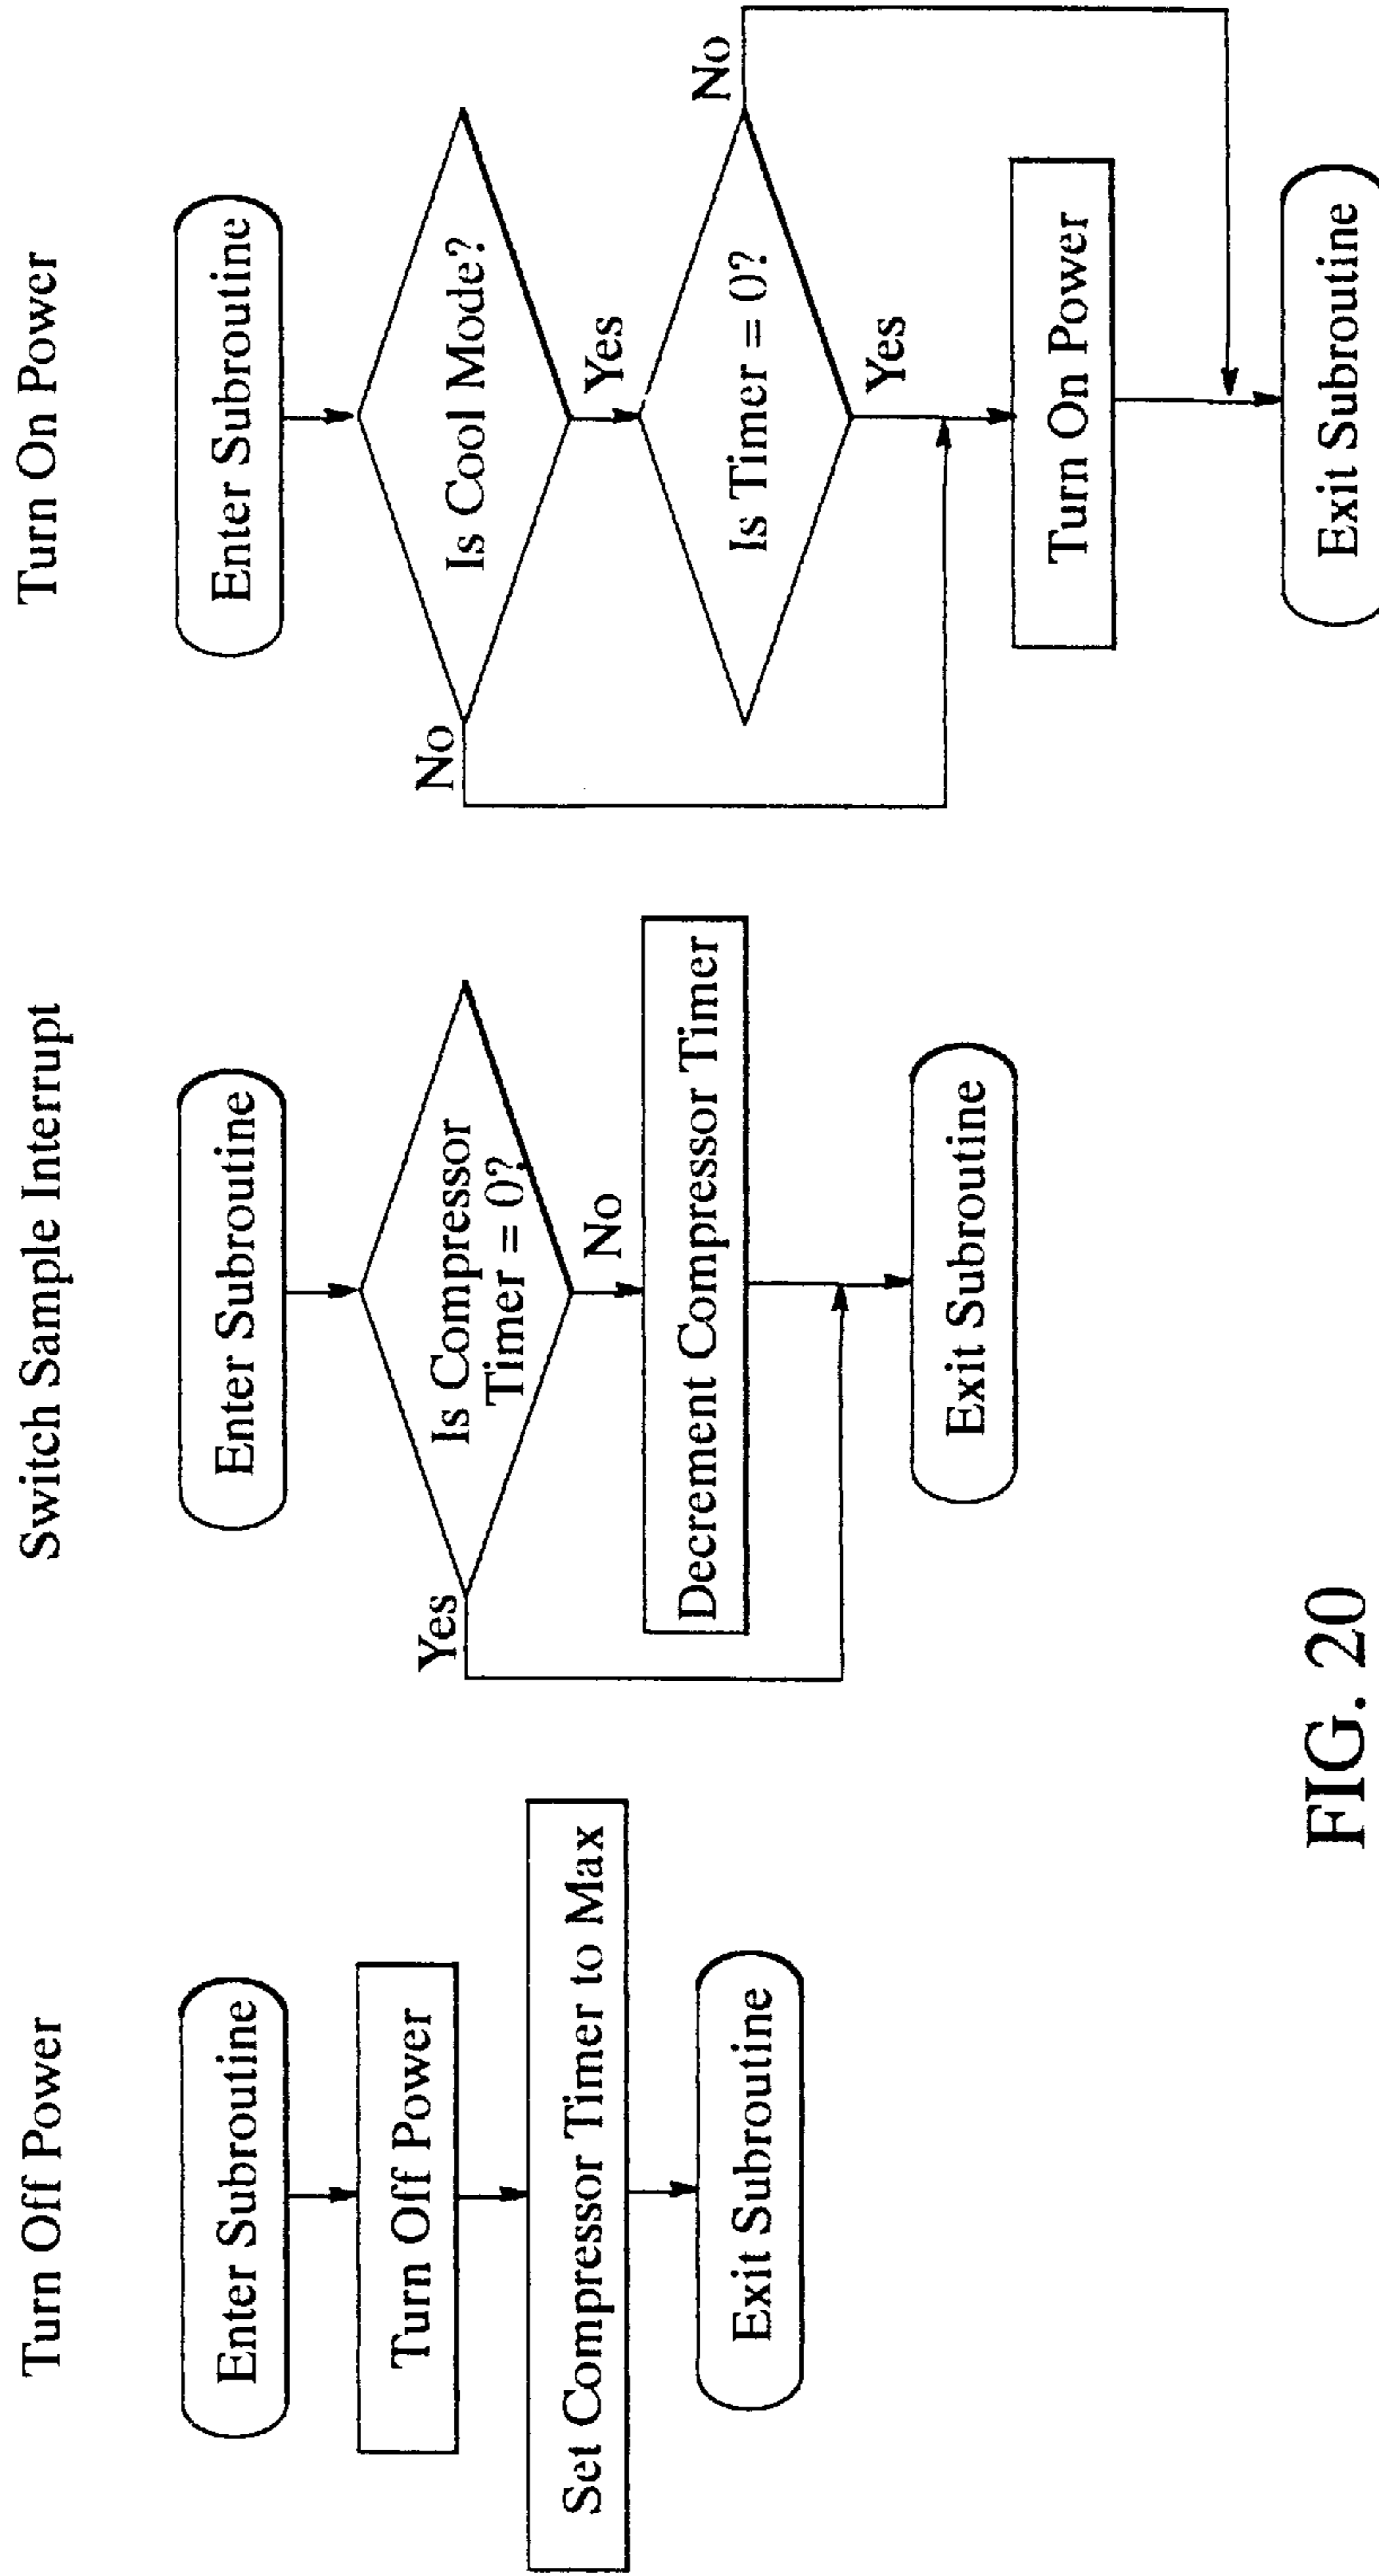 Turn Off Power
Enter Subroutine
Turn Off Power
Set Compressor Timer to Max
Exit Subroutine
Switch Sample Interrupt
Enter Subroutine
Is Compressor
Timer = 0?
Yes
No
Decrement Compressor Timer
Exit Subroutine
Turn On Power
Enter Subroutine
Is Cool Mode?
No
Yes
Is Timer = 0?
No
Yes
Turn On Power
Exit Subroutine
FIG. 20